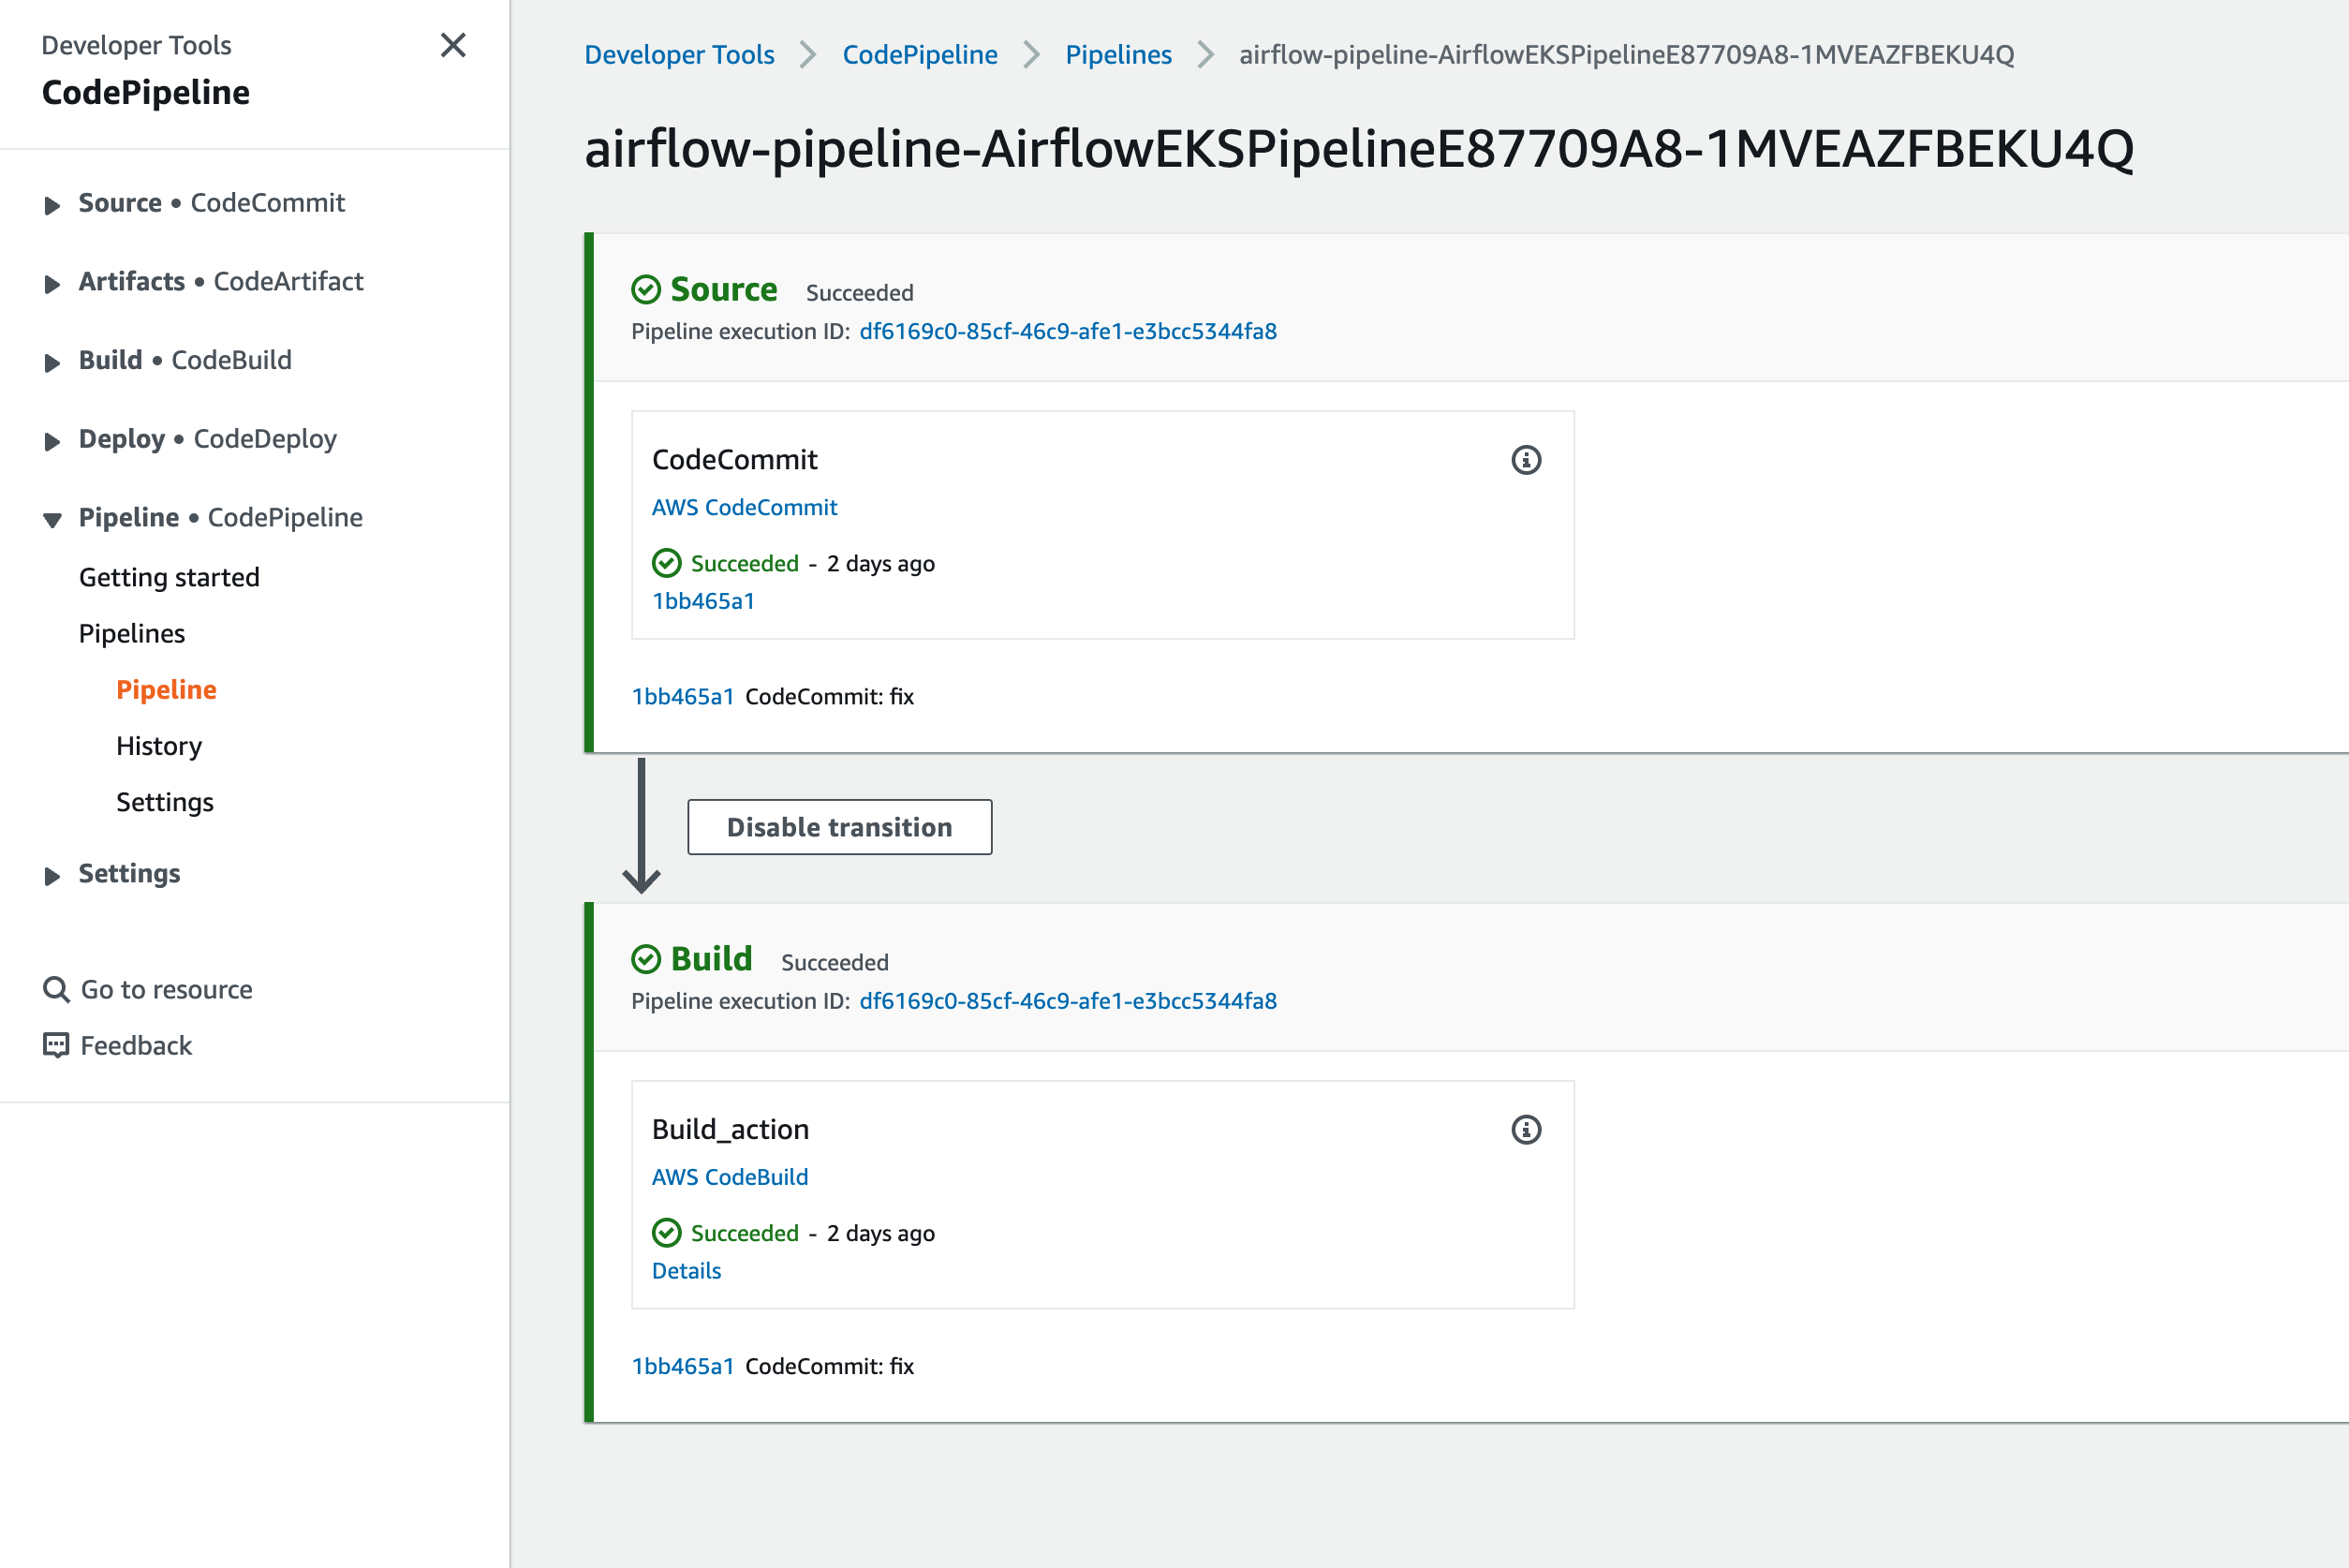 Developer Tools
CodePipeline
Source • CodeCommit
Artifacts • CodeArtifact
Build • CodeBuild
Deploy • CodeDeploy
Pipeline • CodePipeline
Getting started
Pipelines
Pipeline
History
Settings
Settings
Go to resource
Feedback
Developer Tools > CodePipeline > Pipelines > airflow-pipeline-AirflowEKSPipelineE87709A8-1MVEAZFBEKU4Q
airflow-pipeline-AirflowEKSPipelineE87709A8-1MVEAZFBEKU4Q
Source Succeeded
Pipeline execution ID: df6169c0-85cf-46c9-afe1-e3bcc5344fa8
CodeCommit
AWS CodeCommit
Succeeded - 2 days ago
1bb465a1
1bb465a1 CodeCommit: fix
Disable transition
Build Succeeded
Pipeline execution ID: df6169c0-85cf-46c9-afe1-e3bcc5344fa8
Build_action
AWS CodeBuild
Succeeded - 2 days ago
Details
1bb465a1 CodeCommit: fix